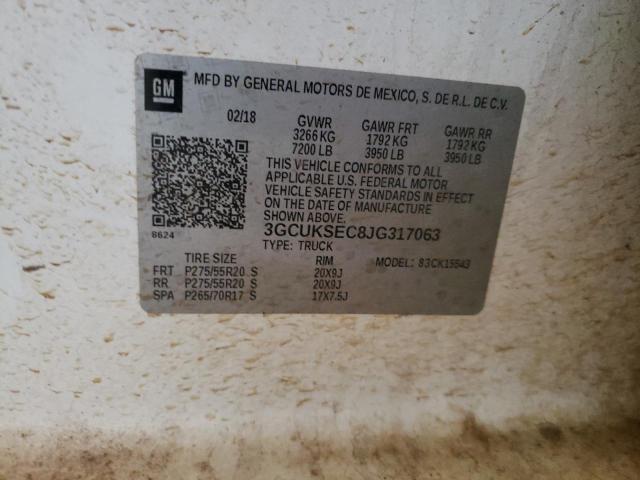 GM MFD BY GENERAL MOTORS DE MEXICO, S. DE R.L. DE C.V.
02/18 GVWR GAWR FRT GAWR RR
3266 KG 1792 KG 1792 KG
7200 LB 3950 LB 3950 LB
THIS VEHICLE CONFORMS TO ALL
APPLICABLE U.S. FEDERAL MOTOR
VEHICLE SAFETY STANDARDS IN EFFECT
ON THE DATE OF MANUFACTURE
SHOWN ABOVE.
8624 3GCUKSEC8JG317063
TYPE: TRUCK
TIRE SIZE RIM MODEL: 83CK15543
FRT P275/55R20 S 20X9J
RR P275/55R20 S 20X9J
SPA P265/70R17 S 17X7.5J